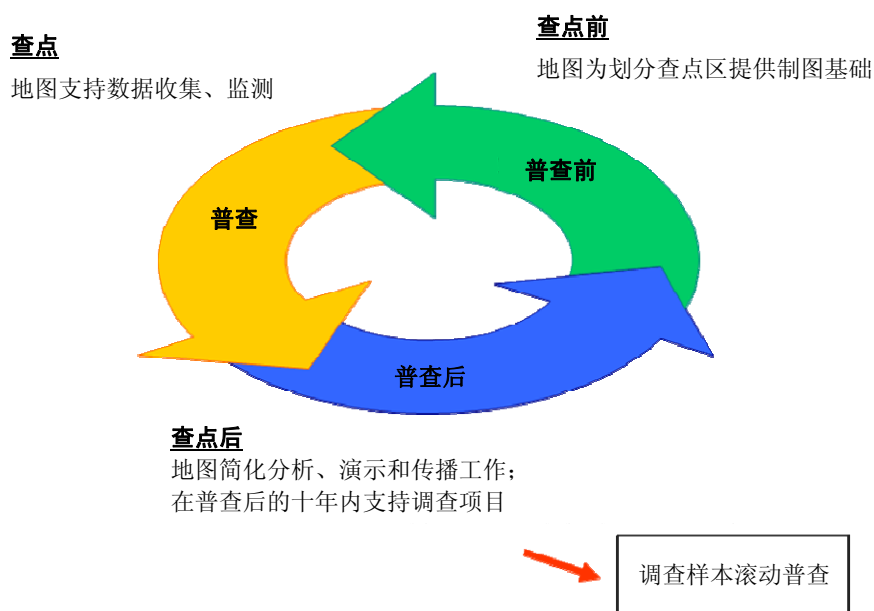 查点前
查点
地图为划分查点区提供制图基础
地图支持数据收集、监测
普查前
普查
普查后
查点后
地图简化分析、演示和传播工作；
在普查后的十年内支持调查项目
调查样本滚动普查